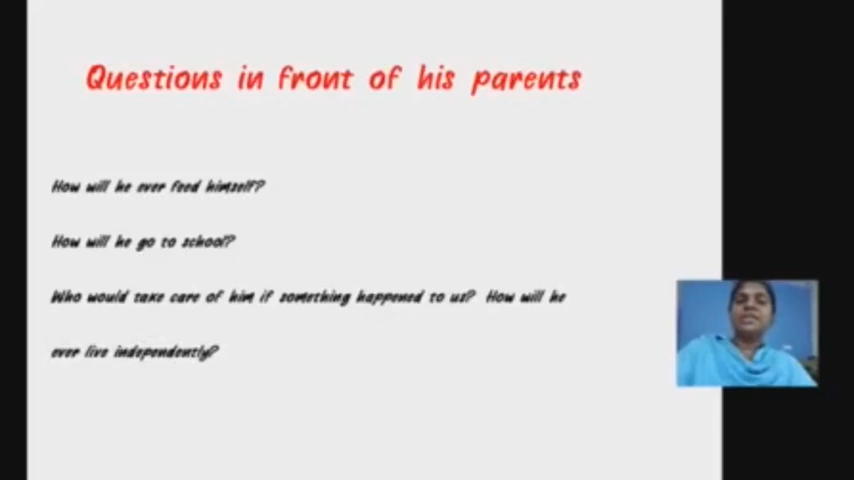 Questions in front of his parents
How will he ever feed himself?
How will he go to school?
Who would take care of him if something happened to us? How will he
ever live independently?